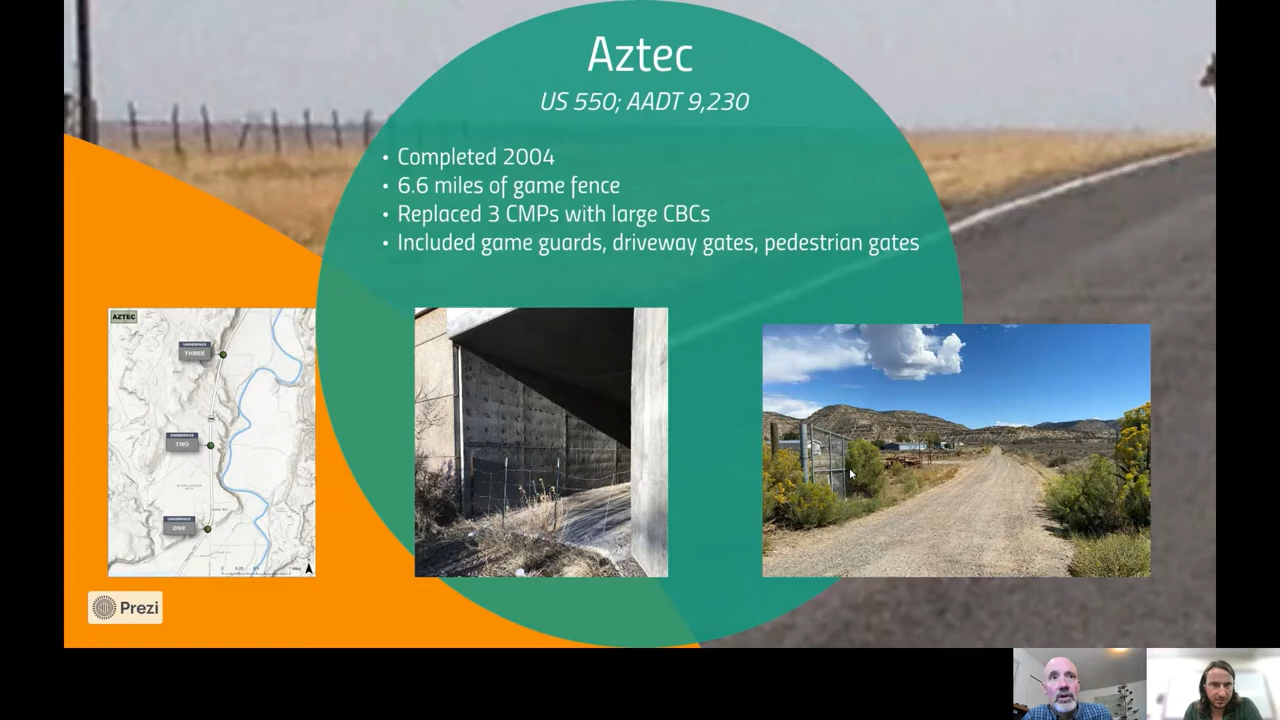 Aztec
US 550; AADT 9,230
• Completed 2004
• 6.6 miles of game fence
• Replaced 3 CMPs with large CBCs
• Included game guards, driveway gates, pedestrian gates
AZTEC
UNDERPASS
THREE
UNDERPASS
TWO
UNDERPASS
ONE
Prezi